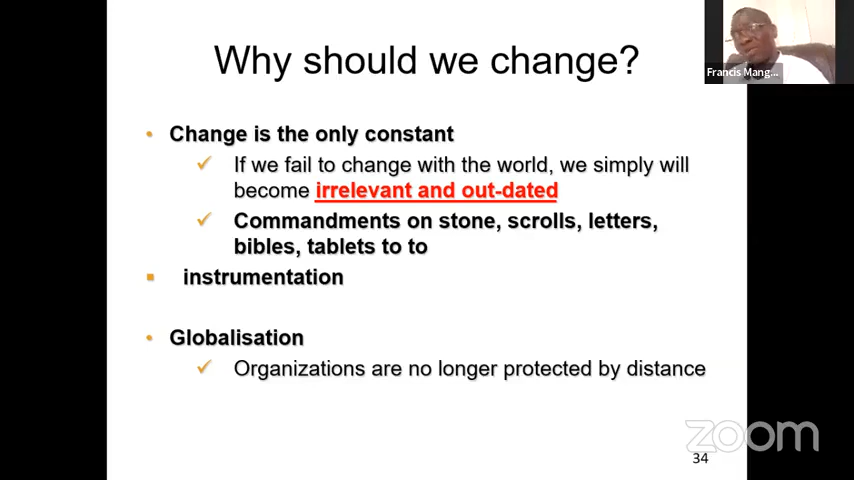 Why should we change?
Francis Mang...
• Change is the only constant
✓ If we fail to change with the world, we simply will
become irrelevant and out-dated
✓ Commandments on stone, scrolls, letters,
bibles, tablets to to
▪ instrumentation
• Globalisation
✓ Organizations are no longer protected by distance
zoom
34